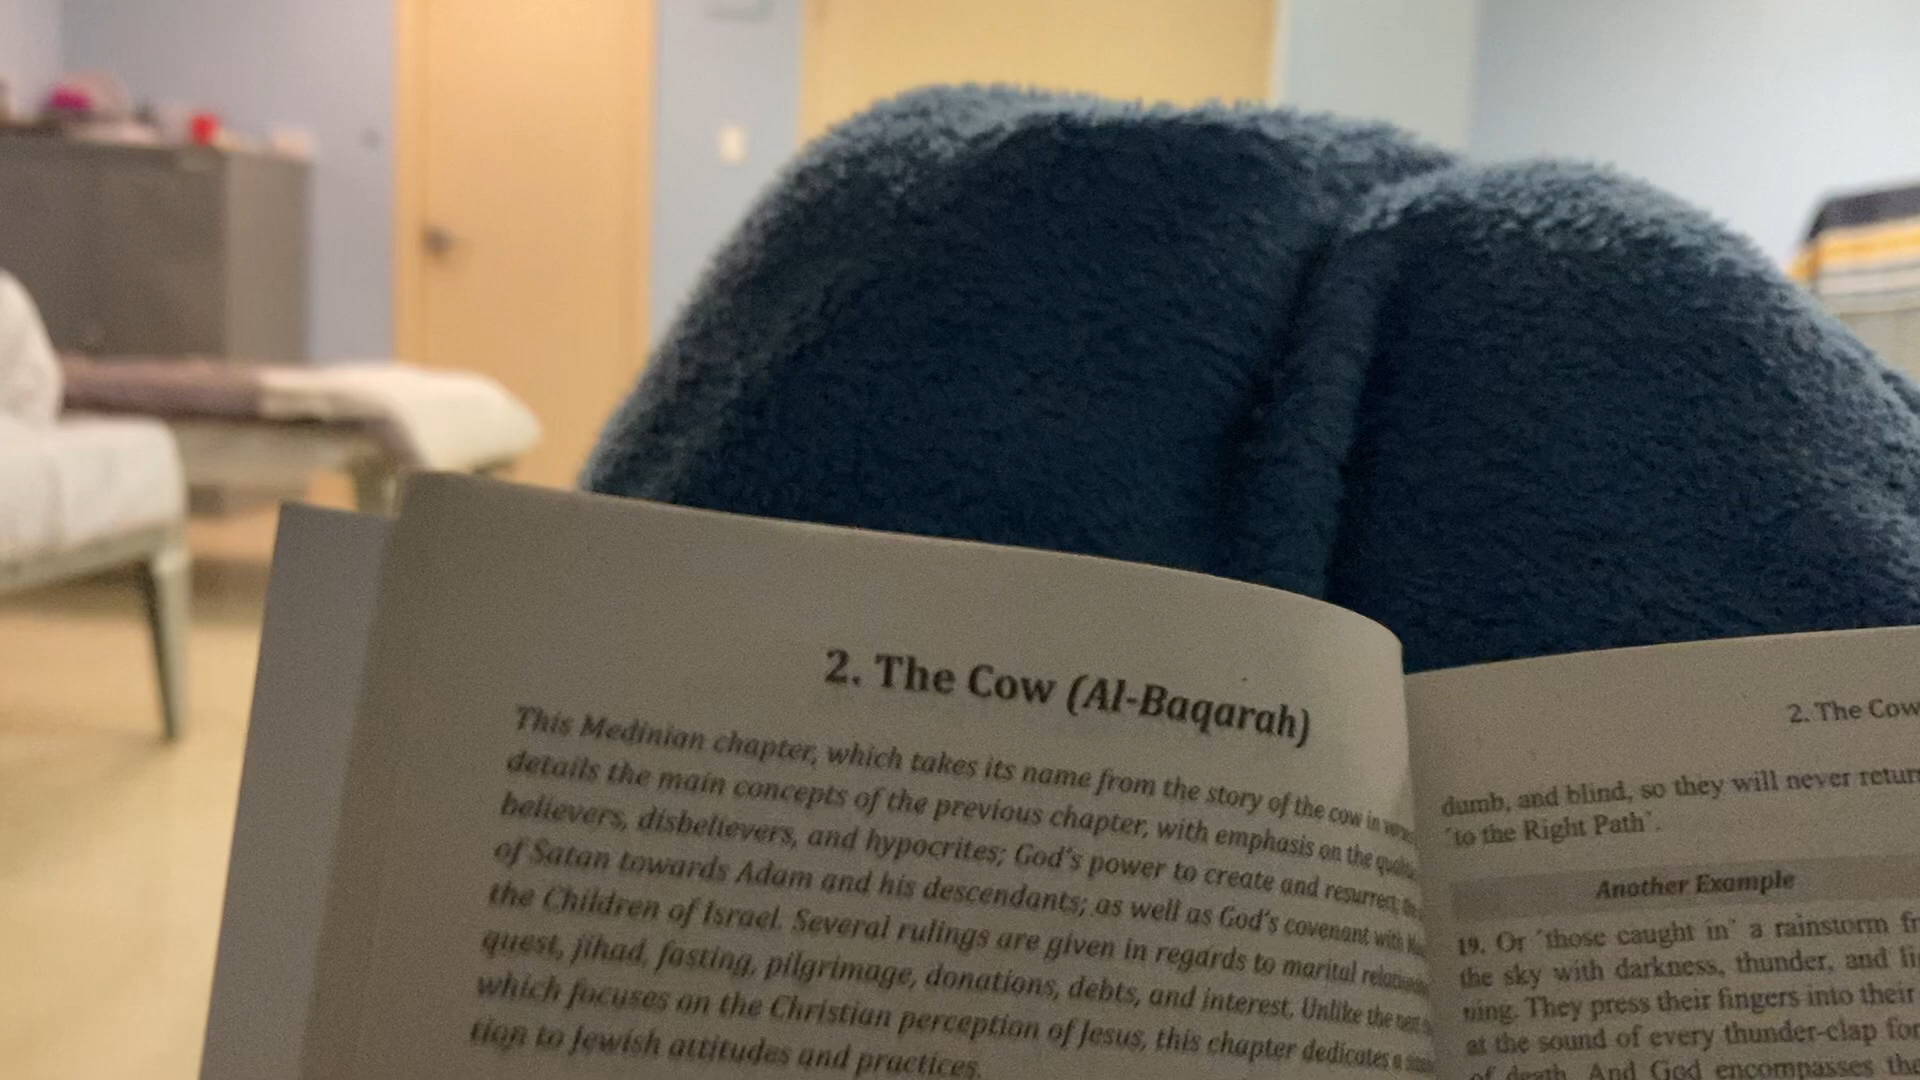 2. The Cow (Al-Baqarah)
This Medinian chapter, which takes its name from the story of the cow in
details the main concepts of the previous chapter, with emphasis on the
believers, disbelievers, and hypocrites; God's power to create and resurrect;
of Satan towards Adam and his descendants; as well as God's covenant with
the Children of Israel. Several rulings are given in regards to marital
quest, jihad, fasting, pilgrimage, donations, debts, and interest. Unlike the next
which focuses on the Christian perception of Jesus, this chapter dedicates a
tion to Jewish attitudes and practices.
2. The Cow
dumb, and blind, so they will never return
˹to the Right Path˺.
Another Example
19. Or ˹those caught in˺ a rainstorm
the sky with darkness, thunder, and
ning. They press their fingers into their
at the sound of every thunder-clap for
of death. And God encompasses the